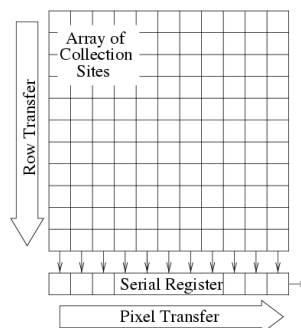 Array of
Collection
Sites
Row Transfer
Serial Register
Pixel Transfer